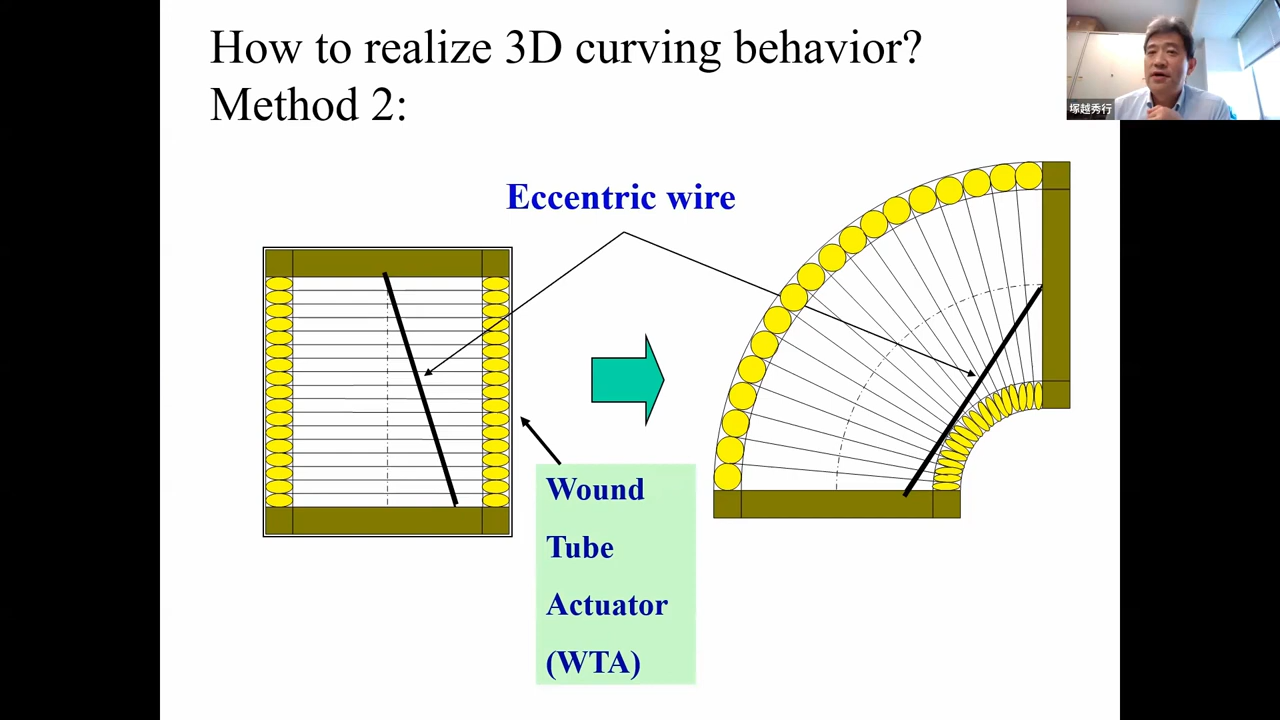 How to realize 3D curving behavior?
Method 2:
塚越秀行
Eccentric wire
Wound
Tube
Actuator
(WTA)